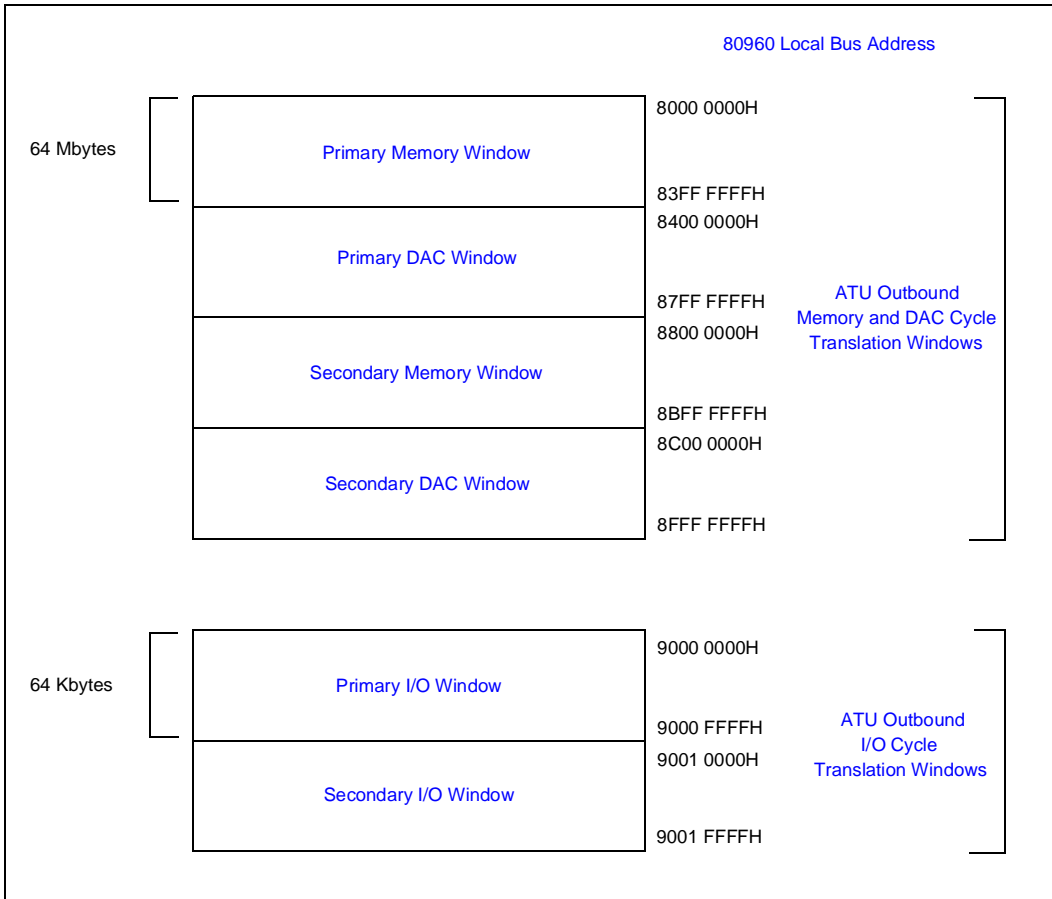 80960 Local Bus Address
8000 0000H
64 Mbytes
Primary Memory Window
83FF FFFFH
8400 0000H
Primary DAC Window
87FF FFFFH
8800 0000H
ATU Outbound
Memory and DAC Cycle
Translation Windows
Secondary Memory Window
8BFF FFFFH
8C00 0000H
Secondary DAC Window
8FFF FFFFH
9000 0000H
64 Kbytes
Primary I/O Window
9000 FFFFH
9001 0000H
ATU Outbound
I/O Cycle
Translation Windows
Secondary I/O Window
9001 FFFFH